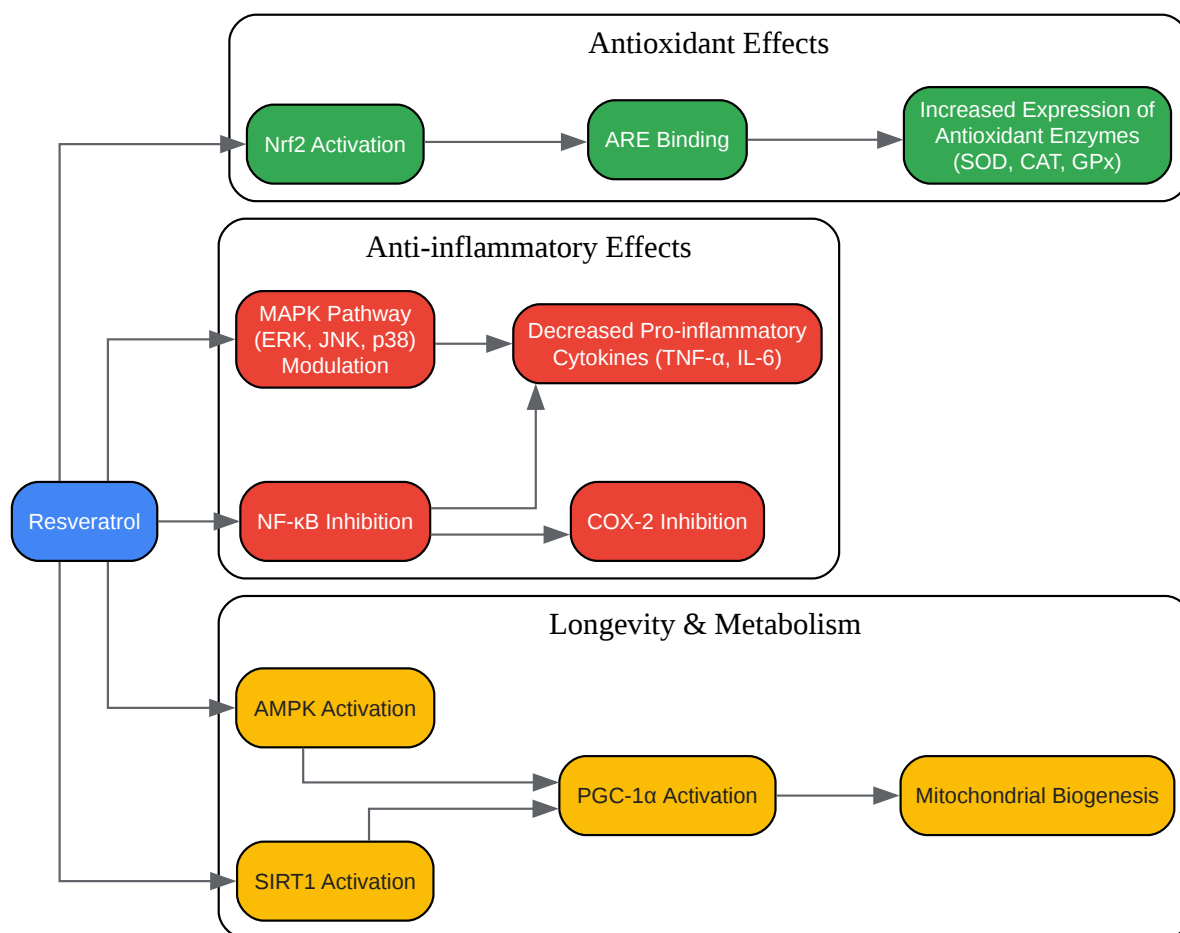 Antioxidant Effects
Nrf2 Activation
ARE Binding
Increased Expression of
Antioxidant Enzymes
(SOD, CAT, GPx)
Anti-inflammatory Effects
MAPK Pathway
(ERK, JNK, p38)
Modulation
Decreased Pro-inflammatory
Cytokines (TNF-α, IL-6)
Resveratrol
NF-κB Inhibition
COX-2 Inhibition
Longevity & Metabolism
AMPK Activation
PGC-1α Activation
Mitochondrial Biogenesis
SIRT1 Activation